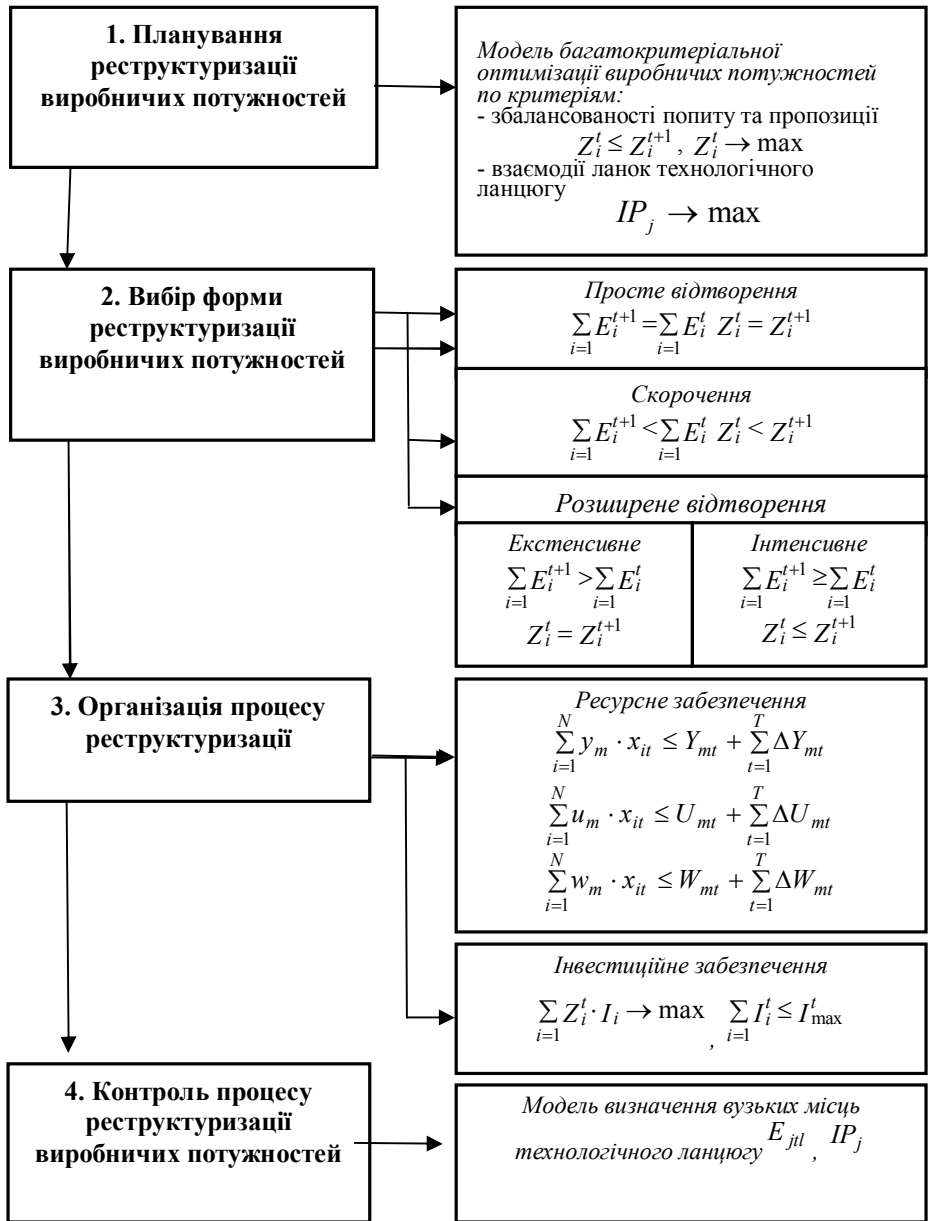 1. Планування
реструктуризації
виробничих потужностей
Модель багатокритеріальної
оптимізації виробничих потужностей
по критеріям:
- збалансованості попиту та пропозиції
Z_i^t ≤ Z_i^{t+1}, Z_i^t → max
- взаємодії ланок технологічного
ланцюгу
IP_j → max
2. Вибір форми
реструктуризації
виробничих потужностей
Просте відтворення
∑_{i=1} E_i^{t+1} = ∑_{i=1} E_i^t Z_i^t = Z_i^{t+1}
Скорочення
∑_{i=1} E_i^{t+1} < ∑_{i=1} E_i^t Z_i^t < Z_i^{t+1}
Розширене відтворення
Екстенсивне
∑_{i=1} E_i^{t+1} > ∑_{i=1} E_i^t
Z_i^t = Z_i^{t+1}
Інтенсивне
∑_{i=1} E_i^{t+1} ≥ ∑_{i=1} E_i^t
Z_i^t ≤ Z_i^{t+1}
3. Організація процесу
реструктуризації
Ресурсне забезпечення
∑_{i=1}^N y_m · x_{it} ≤ Y_{mt} + ∑_{t=1}^T ΔY_{mt}
∑_{i=1}^N u_m · x_{it} ≤ U_{mt} + ∑_{t=1}^T ΔU_{mt}
∑_{i=1}^N w_m · x_{it} ≤ W_{mt} + ∑_{t=1}^T ΔW_{mt}
Інвестиційне забезпечення
∑_{i=1} Z_i^t · I_i → max , ∑_{i=1} I_i^t ≤ I_{max}^t
4. Контроль процесу
реструктуризації
виробничих потужностей
Модель визначення вузьких місць
технологічного ланцюгу E_{jtl} , IP_j